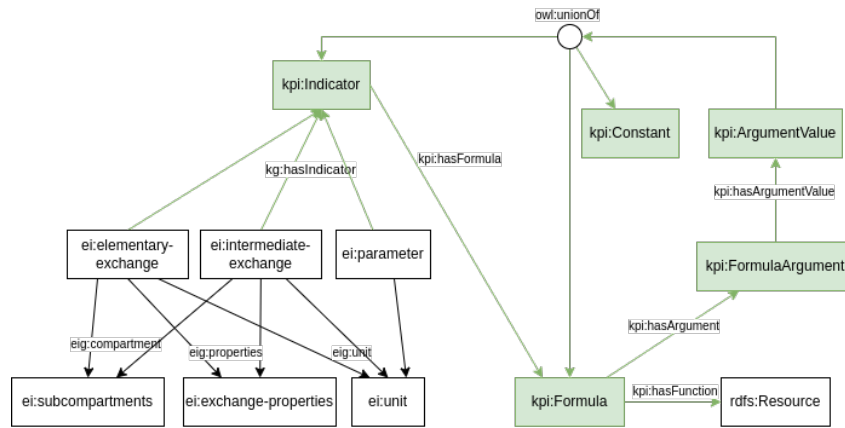 owl:unionOf
kpi:Indicator
kpi:Constant
kpi:ArgumentValue
kpi:hasFormula
kg:hasIndicator
kpi:hasArgumentValue
ei:elementary-
exchange
ei:intermediate-
exchange
ei:parameter
kpi:FormulaArgument
kpi:hasArgument
eig:compartment
eig:properties
eig:unit
ei:subcompartments
ei:exchange-properties
ei:unit
kpi:Formula
kpi:hasFunction
rdfs:Resource